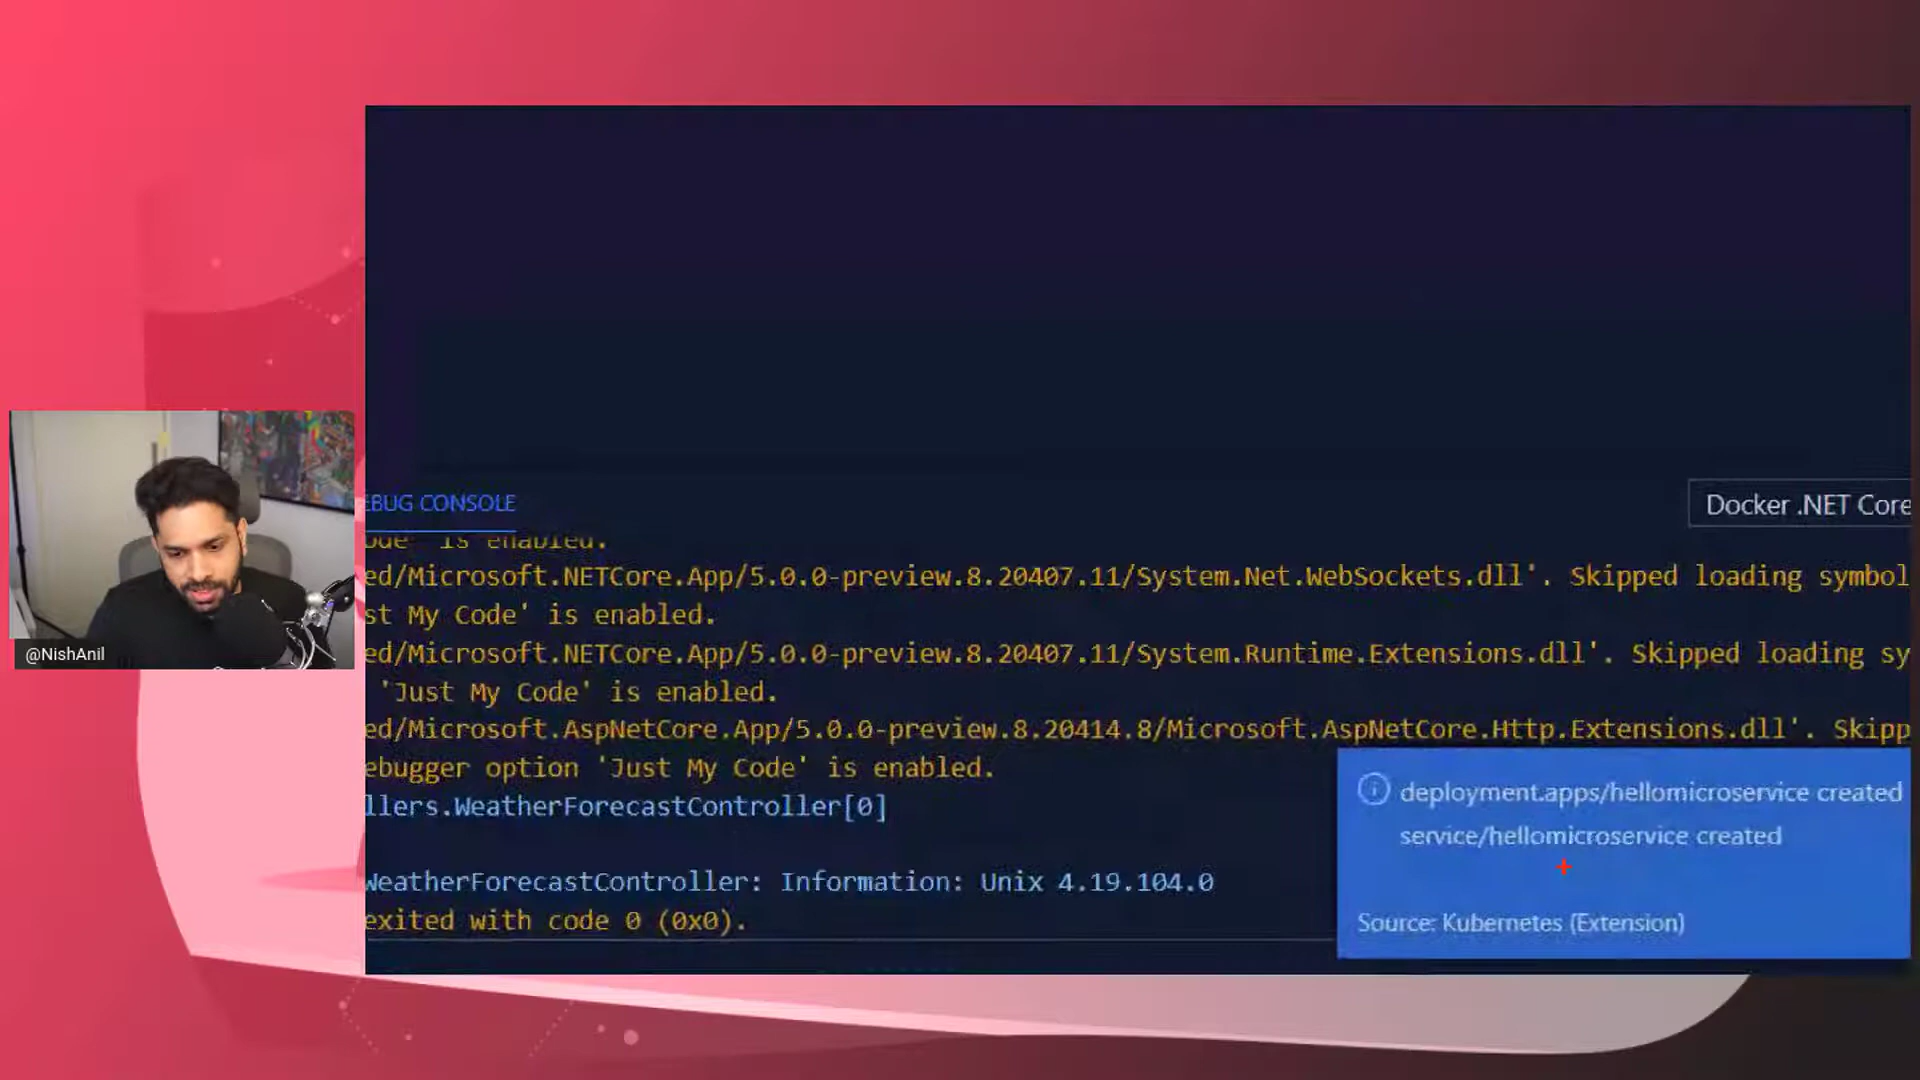 EBUG CONSOLE
Docker .NET Core
ode' is enabled.
ed/Microsoft.NETCore.App/5.0.0-preview.8.20407.11/System.Net.WebSockets.dll'. Skipped loading symbol
st My Code' is enabled.
ed/Microsoft.NETCore.App/5.0.0-preview.8.20407.11/System.Runtime.Extensions.dll'. Skipped loading sy
'Just My Code' is enabled.
ed/Microsoft.AspNetCore.App/5.0.0-preview.8.20414.8/Microsoft.AspNetCore.Http.Extensions.dll'. Skipp
ebugger option 'Just My Code' is enabled.
llers.WeatherForecastController[0]
WeatherForecastController: Information: Unix 4.19.104.0
exited with code 0 (0x0).
deployment.apps/hellomicroservice created
service/hellomicroservice created
Source: Kubernetes (Extension)
@NishAnil